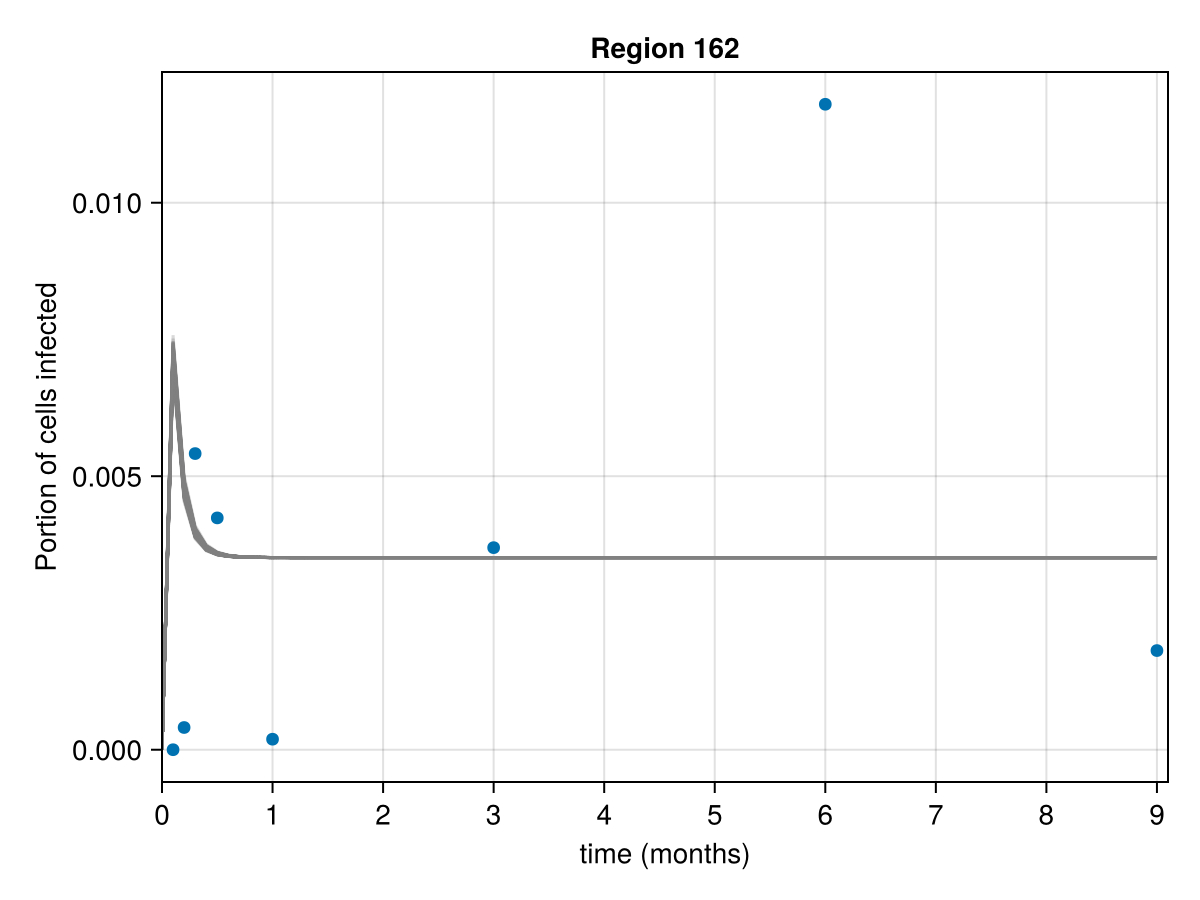 Region 162
Portion of cells infected
0.010
0.005
0.000
0 1 2 3 4 5 6 7 8 9
time (months)